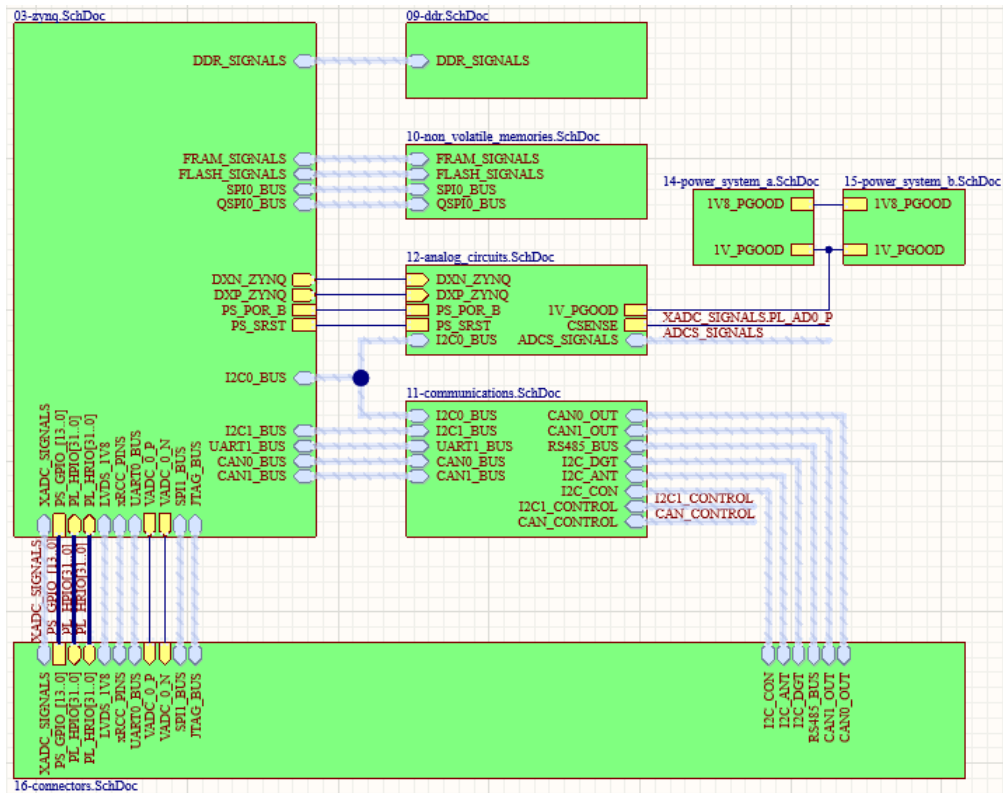 03-zynq.SchDoc
DDR_SIGNALS
FRAM_SIGNALS
FLASH_SIGNALS
SPI0_BUS
QSPI0_BUS
DXN_ZYNQ
DXP_ZYNQ
PS_POR_B
PS_SRST
I2C0_BUS
I2C1_BUS
UART1_BUS
CAN0_BUS
CAN1_BUS
XADC_SIGNALS
PS_GPIO_[13..0]
PL_HPIO[31..0]
PL_HRIO[31..0]
LVDS_1V8
xRCC_PINS
UART0_BUS
VADC_0_P
VADC_0_N
SPI1_BUS
JTAG_BUS
09-ddr.SchDoc
DDR_SIGNALS
10-non_volatile_memories.SchDoc
FRAM_SIGNALS
FLASH_SIGNALS
SPI0_BUS
QSPI0_BUS
14-power_system_a.SchDoc
1V8_PGOOD
1V_PGOOD
15-power_system_b.SchDoc
1V8_PGOOD
1V_PGOOD
12-analog_circuits.SchDoc
DXN_ZYNQ
DXP_ZYNQ
PS_POR_B
PS_SRST
I2C0_BUS
1V_PGOOD
CSENSE
ADCS_SIGNALS
XADC_SIGNALS.PL_AD0_P
ADCS_SIGNALS
11-communications.SchDoc
I2C0_BUS
I2C1_BUS
UART1_BUS
CAN0_BUS
CAN1_BUS
CAN0_OUT
CAN1_OUT
RS485_BUS
I2C_DGT
I2C_ANT
I2C_CON
I2C1_CONTROL
CAN_CONTROL
I2C1_CONTROL
CAN_CONTROL
XADC_SIGNALS
PS_GPIO_[13..0]
PL_HPIO[31..0]
PL_HRIO[31..0]
XADC_SIGNALS
PS_GPIO_[13..0]
PL_HPIO[31..0]
PL_HRIO[31..0]
LVDS_1V8
xRCC_PINS
UART0_BUS
VADC_0_P
VADC_0_N
SPI1_BUS
JTAG_BUS
I2C_CON
I2C_ANT
I2C_DGT
RS485_BUS
CAN1_OUT
CAN0_OUT
16-connectors.SchDoc